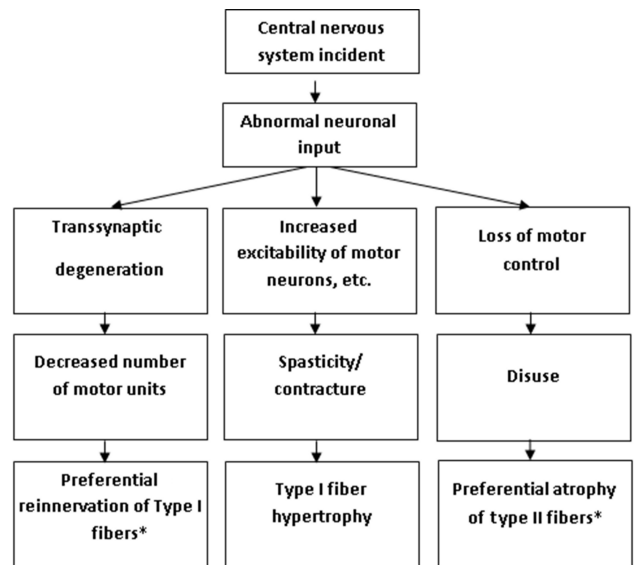 Central nervous
system incident
Abnormal neuronal
input
Transsynaptic
degeneration
Increased
excitability of motor
neurons, etc.
Loss of motor
control
Decreased number
of motor units
Spasticity/
contracture
Disuse
Preferential
reinnervation of Type I
fibers*
Type I fiber
hypertrophy
Preferential atrophy
of type II fibers*